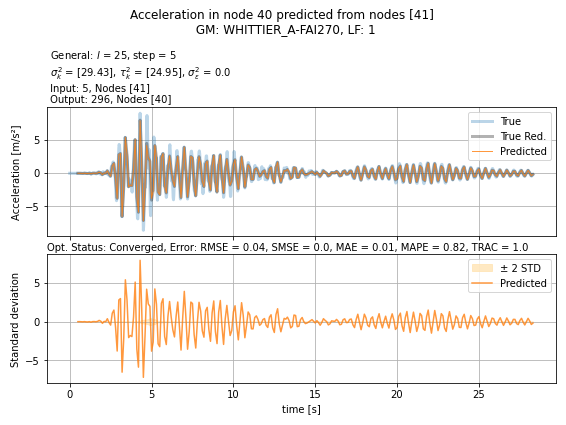 Acceleration in node 40 predicted from nodes [41]
GM: WHITTIER_A-FAI270, LF: 1
General: l = 25, step = 5
σ²ₖ = [29.43], τ²ₖ = [24.95], σ²ε = 0.0
Input: 5, Nodes [41]
Output: 296, Nodes [40]
Acceleration [m/s²]
5
0
−5
True
True Red.
Predicted
Opt. Status: Converged, Error: RMSE = 0.04, SMSE = 0.0, MAE = 0.01, MAPE = 0.82, TRAC = 1.0
Standard deviation
5
0
−5
± 2 STD
Predicted
0 5 10 15 20 25
time [s]